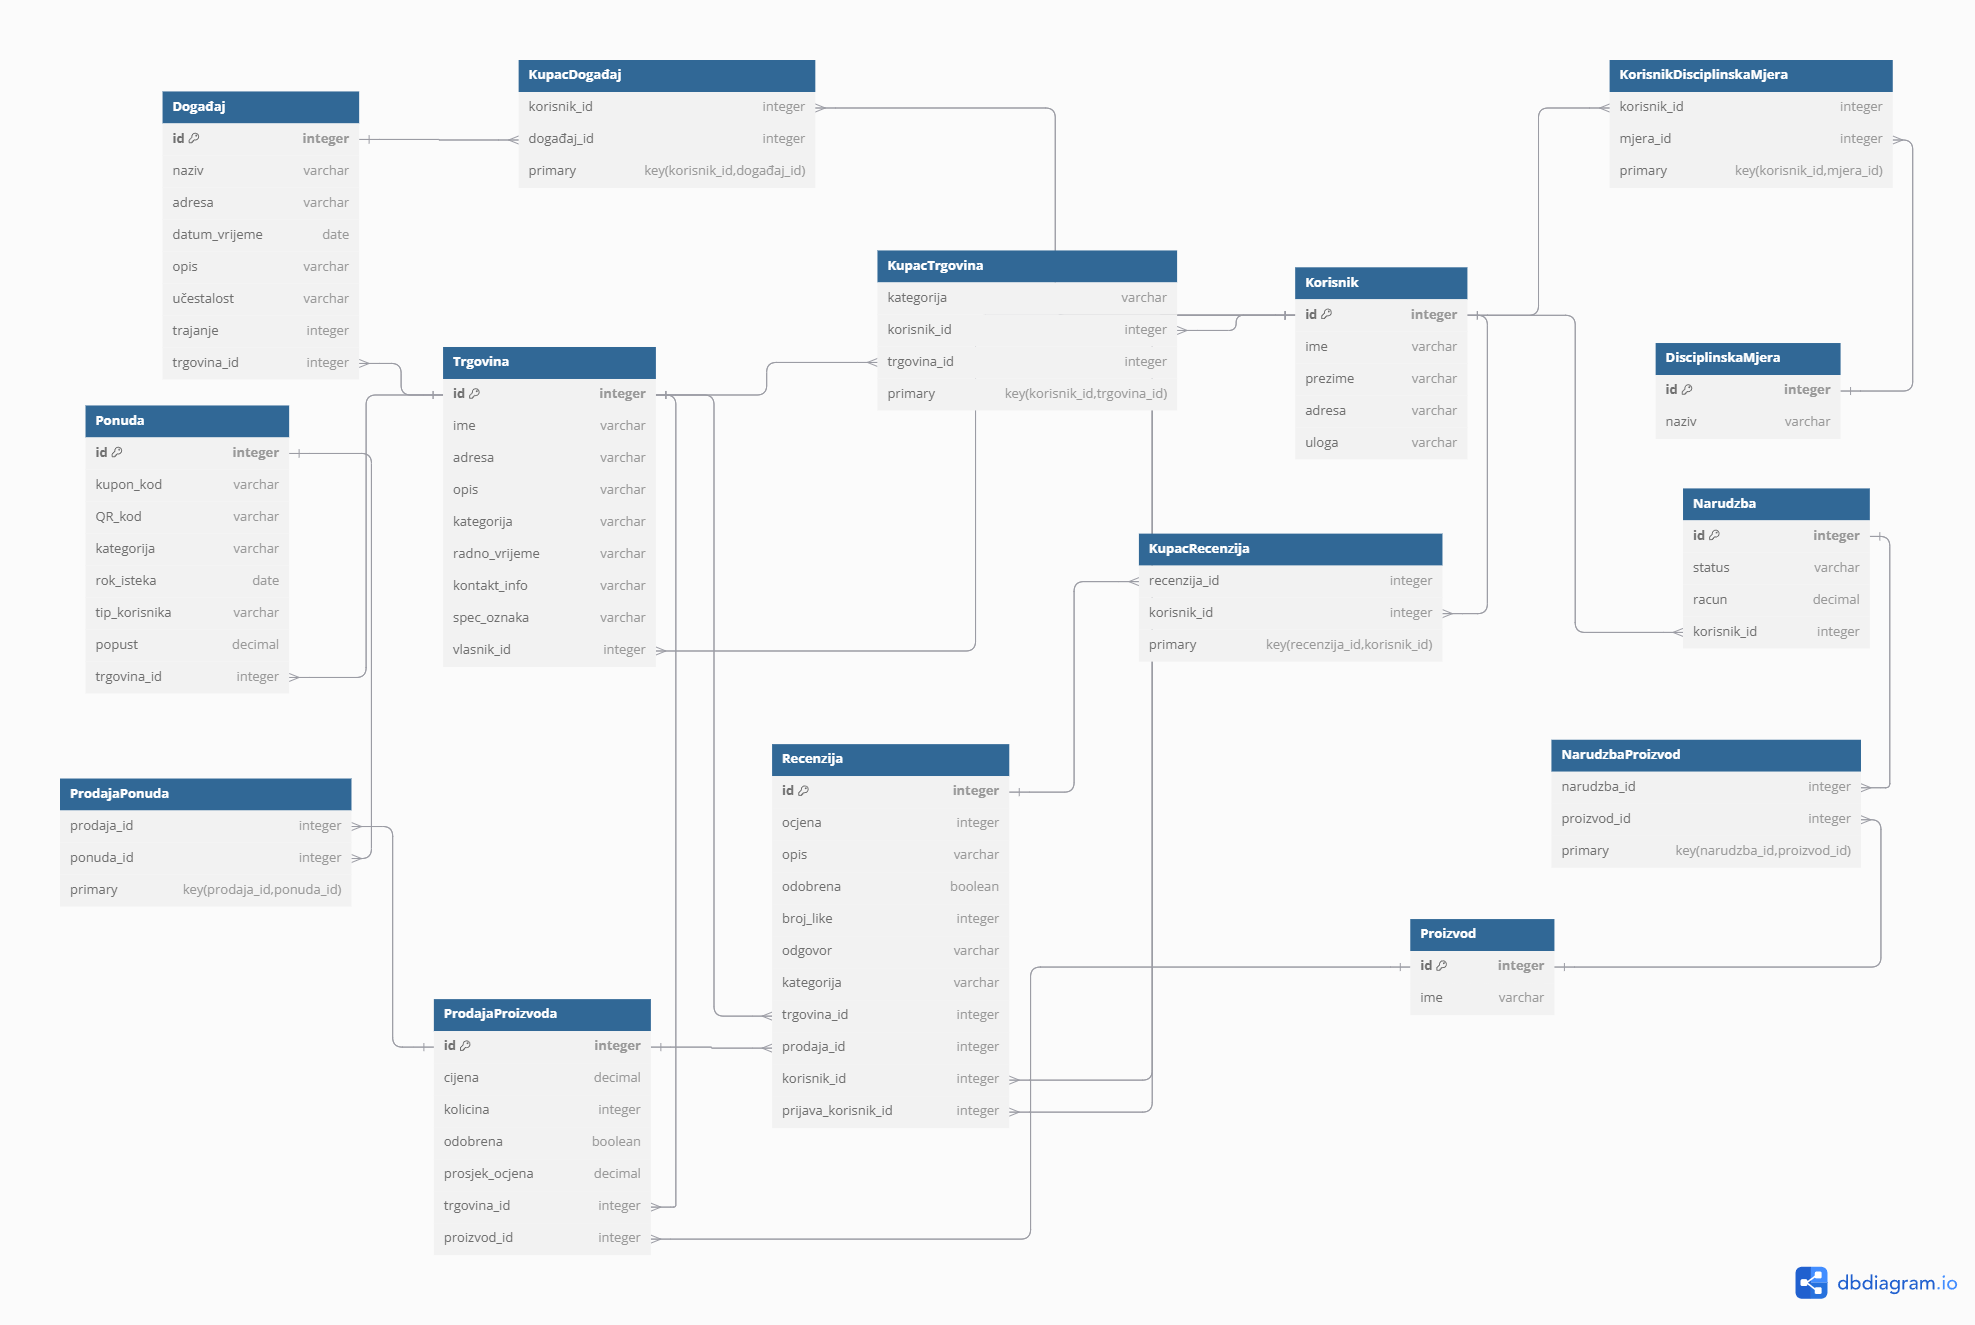 KupacDogađaj
korisnik_id integer
događaj_id integer
primary key(korisnik_id,događaj_id)
KorisnikDisciplinskaMjera
korisnik_id integer
mjera_id integer
primary key(korisnik_id,mjera_id)
Događaj
id integer
naziv varchar
adresa varchar
datum_vrijeme date
opis varchar
učestalost varchar
trajanje integer
trgovina_id integer
KupacTrgovina
kategorija varchar
korisnik_id integer
trgovina_id integer
primary key(korisnik_id,trgovina_id)
Korisnik
id integer
ime varchar
prezime varchar
adresa varchar
uloga varchar
DisciplinskaMjera
id integer
naziv varchar
Trgovina
id integer
ime varchar
adresa varchar
opis varchar
kategorija varchar
radno_vrijeme varchar
kontakt_info varchar
spec_oznaka varchar
vlasnik_id integer
Ponuda
id integer
kupon_kod varchar
QR_kod varchar
kategorija varchar
rok_isteka date
tip_korisnika varchar
popust decimal
trgovina_id integer
Narudzba
id integer
status varchar
racun decimal
korisnik_id integer
KupacRecenzija
recenzija_id integer
korisnik_id integer
primary key(recenzija_id,korisnik_id)
Recenzija
id integer
ocjena integer
opis varchar
odobrena boolean
broj_like integer
odgovor varchar
kategorija varchar
trgovina_id integer
prodaja_id integer
korisnik_id integer
prijava_korisnik_id integer
NarudzbaProizvod
narudzba_id integer
proizvod_id integer
primary key(narudzba_id,proizvod_id)
ProdajaPonuda
prodaja_id integer
ponuda_id integer
primary key(prodaja_id,ponuda_id)
Proizvod
id integer
ime varchar
ProdajaProizvoda
id integer
cijena decimal
kolicina integer
odobrena boolean
prosjek_ocjena decimal
trgovina_id integer
proizvod_id integer
dbdiagram.io